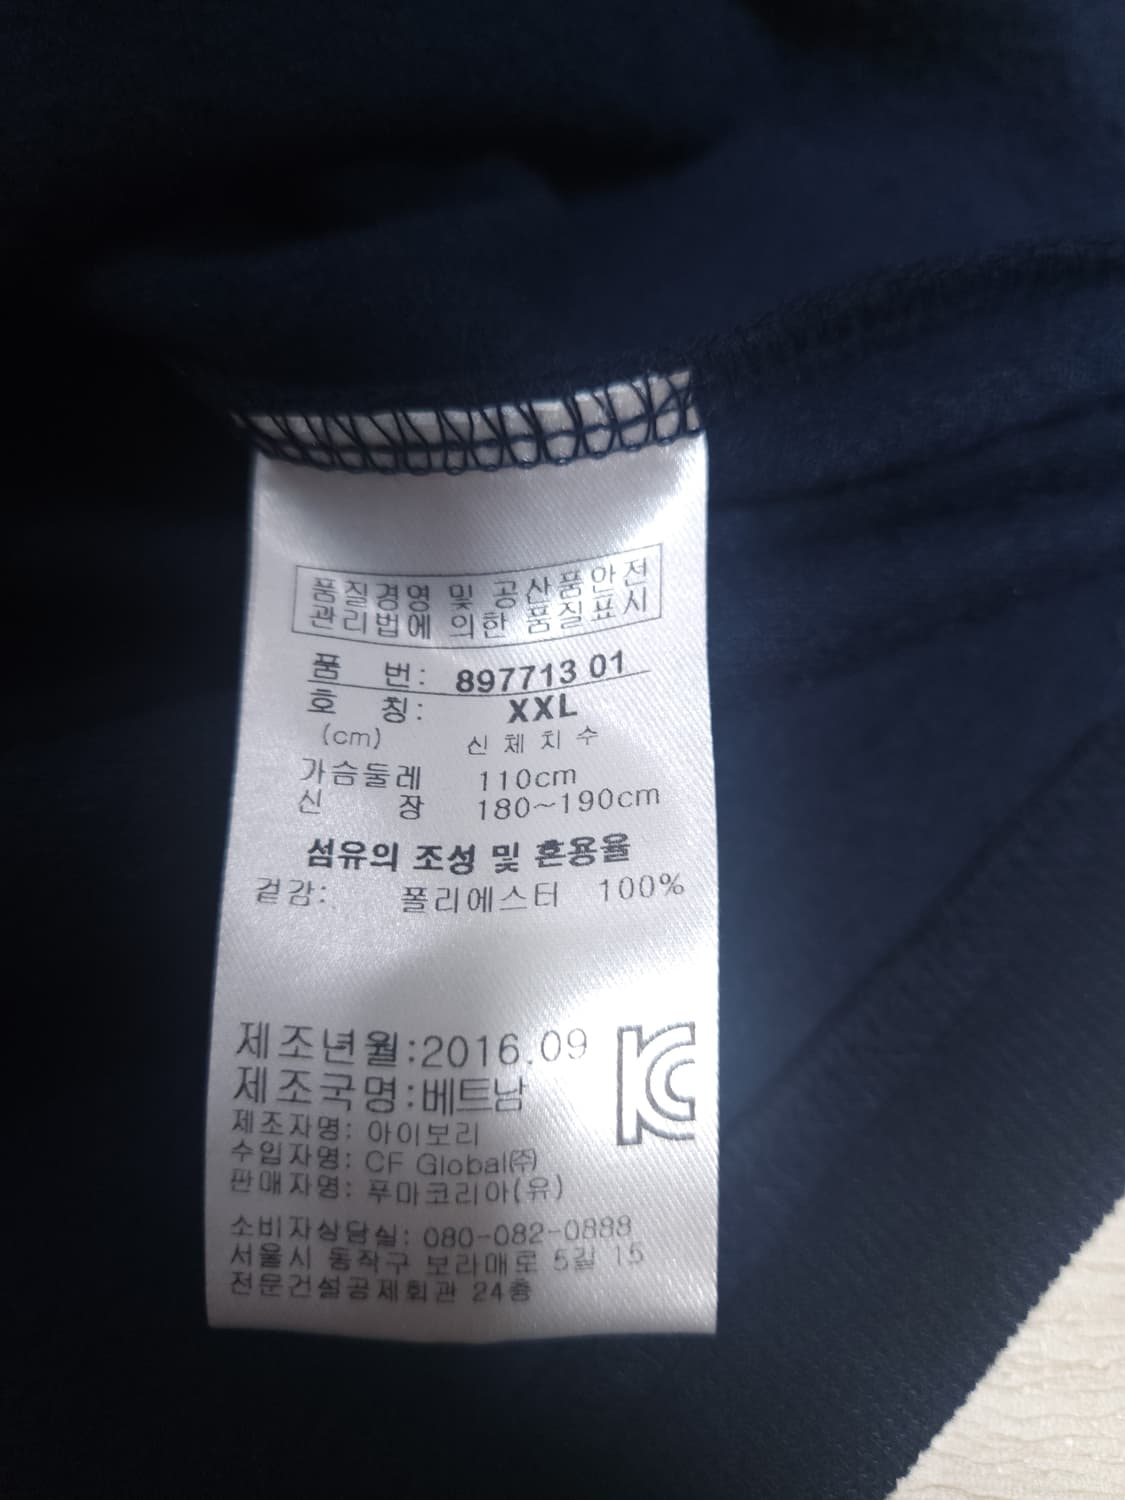 품질경영 및 공산품안전
관리법에 의한 품질표시
품 번: 897713 01
호 칭: XXL
(cm) 신체치수
가슴둘레 110cm
신 장 180~190cm
섬유의 조성 및 혼용율
겉감: 폴리에스터 100%
제조년월:2016.09
제조국명:베트남
제조자명: 아이보리
수입자명: CF Global㈜
판매자명: 푸마코리아(유)
소비자상담실: 080-082-0888
서울시 동작구 보라매로 5길 15
전문건설공제회관 24층
KC